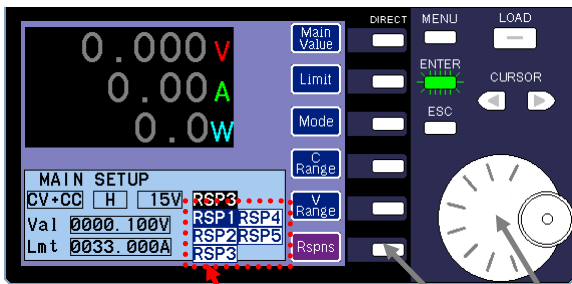 DIRECT MENU LOAD
0.000V
Main Value
ENTER
0.00A
Limit
CURSOR
0.0W
Mode
ESC
C Range
MAIN SETUP
CV+CC H 15V RSP3
V Range
Val 0000.100V
RSP1 RSP4
RSP2 RSP5
Lmt 0033.000A
RSP3
Rspns